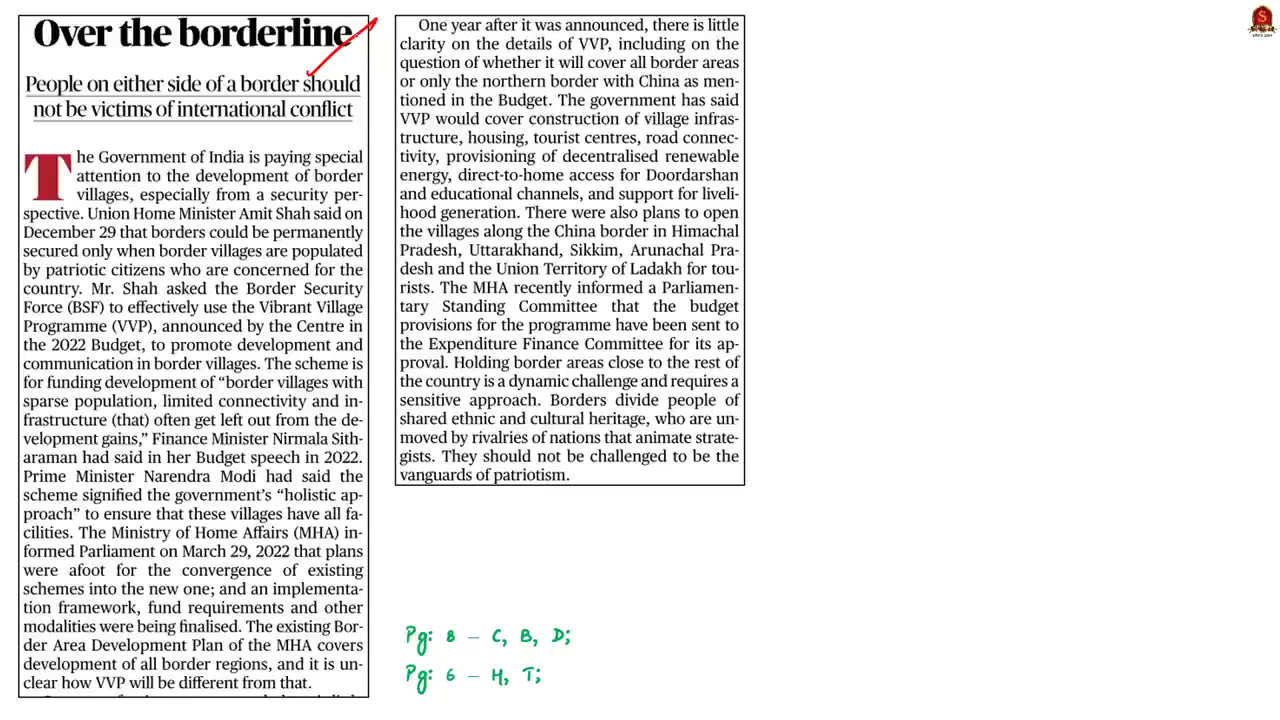 Over the borderline
People on either side of a border should
not be victims of international conflict
The Government of India is paying special
attention to the development of border
villages, especially from a security per-
spective. Union Home Minister Amit Shah said on
December 29 that borders could be permanently
secured only when border villages are populated
by patriotic citizens who are concerned for the
country. Mr. Shah asked the Border Security
Force (BSF) to effectively use the Vibrant Village
Programme (VVP), announced by the Centre in
the 2022 Budget, to promote development and
communication in border villages. The scheme is
for funding development of “border villages with
sparse population, limited connectivity and in-
frastructure (that) often get left out from the de-
velopment gains,” Finance Minister Nirmala Sith-
araman had said in her Budget speech in 2022.
Prime Minister Narendra Modi had said the
scheme signified the government’s “holistic ap-
proach” to ensure that these villages have all fa-
cilities. The Ministry of Home Affairs (MHA) in-
formed Parliament on March 29, 2022 that plans
were afoot for the convergence of existing
schemes into the new one; and an implementa-
tion framework, fund requirements and other
modalities were being finalised. The existing Bor-
der Area Development Plan of the MHA covers
development of all border regions, and it is un-
clear how VVP will be different from that.
One year after it was announced, there is little
clarity on the details of VVP, including on the
question of whether it will cover all border areas
or only the northern border with China as men-
tioned in the Budget. The government has said
VVP would cover construction of village infras-
tructure, housing, tourist centres, road connec-
tivity, provisioning of decentralised renewable
energy, direct-to-home access for Doordarshan
and educational channels, and support for liveli-
hood generation. There were also plans to open
the villages along the China border in Himachal
Pradesh, Uttarakhand, Sikkim, Arunachal Pra-
desh and the Union Territory of Ladakh for tou-
rists. The MHA recently informed a Parliamen-
tary Standing Committee that the budget
provisions for the programme have been sent to
the Expenditure Finance Committee for its ap-
proval. Holding border areas close to the rest of
the country is a dynamic challenge and requires a
sensitive approach. Borders divide people of
shared ethnic and cultural heritage, who are un-
moved by rivalries of nations that animate strate-
gists. They should not be challenged to be the
vanguards of patriotism.
Pg: 8 – C, B, D;
Pg: 6 – H, T;